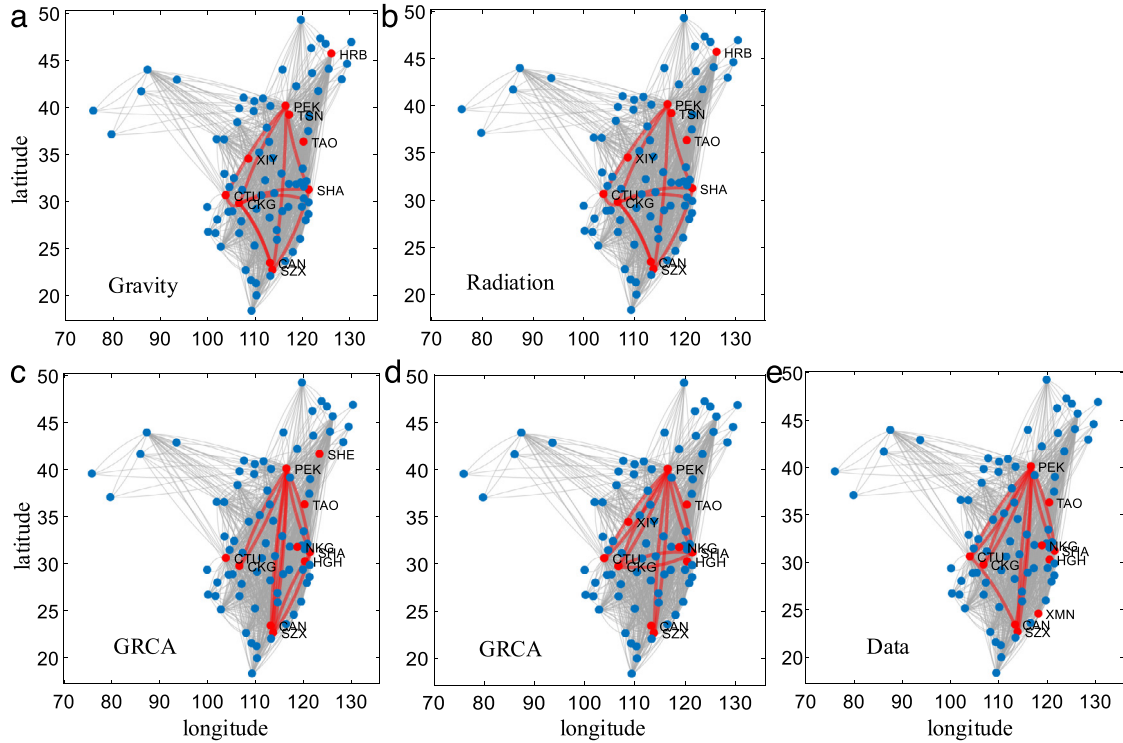 a
b
50
45
40
35
30
25
20
latitude
HRB
PEK
TSN
TAO
XIY
SHA
CTU
CKG
CAN
SZX
Gravity
70 80 90 100 110 120 130
50
45
40
35
30
25
20
HRB
PEK
TSN
TAO
XIY
SHA
CTU
CKG
CAN
SZX
Radiation
70 80 90 100 110 120 130
c
d
e
50
45
40
35
30
25
20
latitude
SHE
PEK
TAO
NKG
SHA
HGH
CTU
CKG
CAN
SZX
GRCA
70 80 90 100 110 120 130
longitude
50
45
40
35
30
25
20
PEK
TAO
XIY
NKG
SHA
HGH
CTU
CKG
CAN
SZX
GRCA
70 80 90 100 110 120 130
longitude
50
45
40
35
30
25
20
PEK
TAO
NKG
SHA
HGH
CTU
CKG
XMN
CAN
SZX
Data
70 80 90 100 110 120 130
longitude